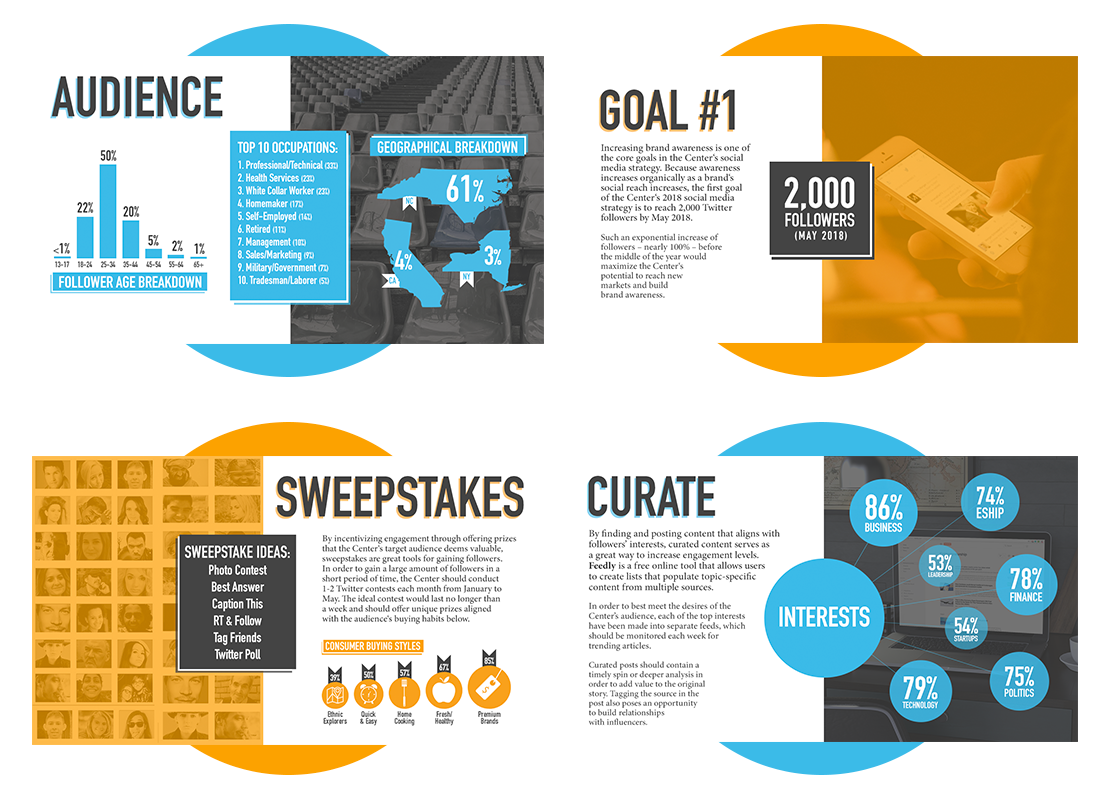 AUDIENCE
50%
22%
20%
5%
2%
1%
<1%
13-17 18-24 25-34 35-44 45-54 55-64 65+
FOLLOWER AGE BREAKDOWN
TOP 10 OCCUPATIONS:
1. Professional/Technical (33%)
2. Health Services (23%)
3. White Collar Worker (23%)
4. Homemaker (17%)
5. Self-Employed (14%)
6. Retired (11%)
7. Management (10%)
8. Sales/Marketing (9%)
9. Military/Government (7%)
10. Tradesman/Laborer (5%)
GEOGRAPHICAL BREAKDOWN
61%
NC
4%
CA
3%
NY
GOAL #1
Increasing brand awareness is one of
the core goals in the Center's social
media strategy. Because awareness
increases organically as a brand's
social reach increases, the first goal
of the Center's 2018 social media
strategy is to reach 2,000 Twitter
followers by May 2018.
Such an exponential increase of
followers – nearly 100% – before
the middle of the year would
maximize the Center's
potential to reach new
markets and build
brand awareness.
2,000
FOLLOWERS
(MAY 2018)
SWEEPSTAKES
SWEEPSTAKE IDEAS:
Photo Contest
Best Answer
Caption This
RT & Follow
Tag Friends
Twitter Poll
By incentivizing engagement through offering prizes
that the Center's target audience deems valuable,
sweepstakes are great tools for gaining followers.
In order to gain a large amount of followers in a
short period of time, the Center should conduct
1-2 Twitter contests each month from January to
May. The ideal contest would last no longer than
a week and should offer unique prizes aligned
with the audience's buying habits below.
CONSUMER BUYING STYLES
39%
50%
57%
67%
85%
$
Ethnic
Explorers
Quick
& Easy
Home
Cooking
Fresh/
Healthy
Premium
Brands
CURATE
By finding and posting content that aligns with
followers' interests, curated content serves as
a great way to increase engagement levels.
Feedly is a free online tool that allows users
to create lists that populate topic-specific
content from multiple sources.
In order to best meet the desires of the
Center's audience, each of the top interests
have been made into separate feeds, which
should be monitored each week for
trending articles.
Curated posts should contain a
timely spin or deeper analysis in
order to add value to the original
story. Tagging the source in the
post also poses an opportunity
to build relationships
with influencers.
INTERESTS
86%
BUSINESS
74%
ESHIP
53%
LEADERSHIP
78%
FINANCE
54%
STARTUPS
75%
POLITICS
79%
TECHNOLOGY